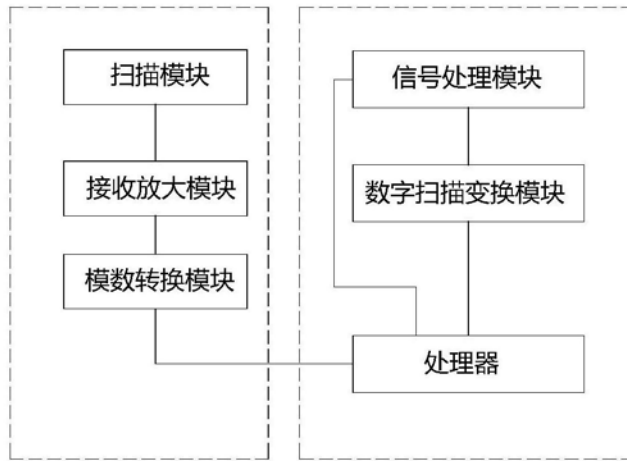 扫描模块
接收放大模块
模数转换模块
信号处理模块
数字扫描变换模块
处理器